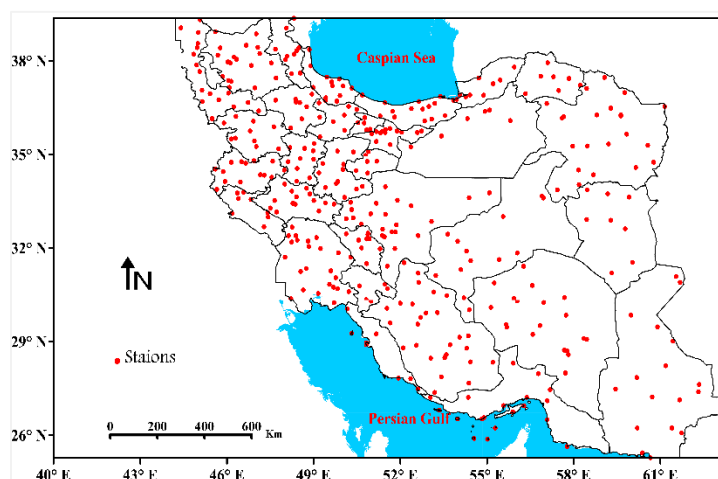 38° N
Caspian Sea
35° N
32° N
N
29° N
Staions
Persian Gulf
0 200 400 600
Km
26° N
40° E 43° E 46° E 49° E 52° E 55° E 58° E 61° E